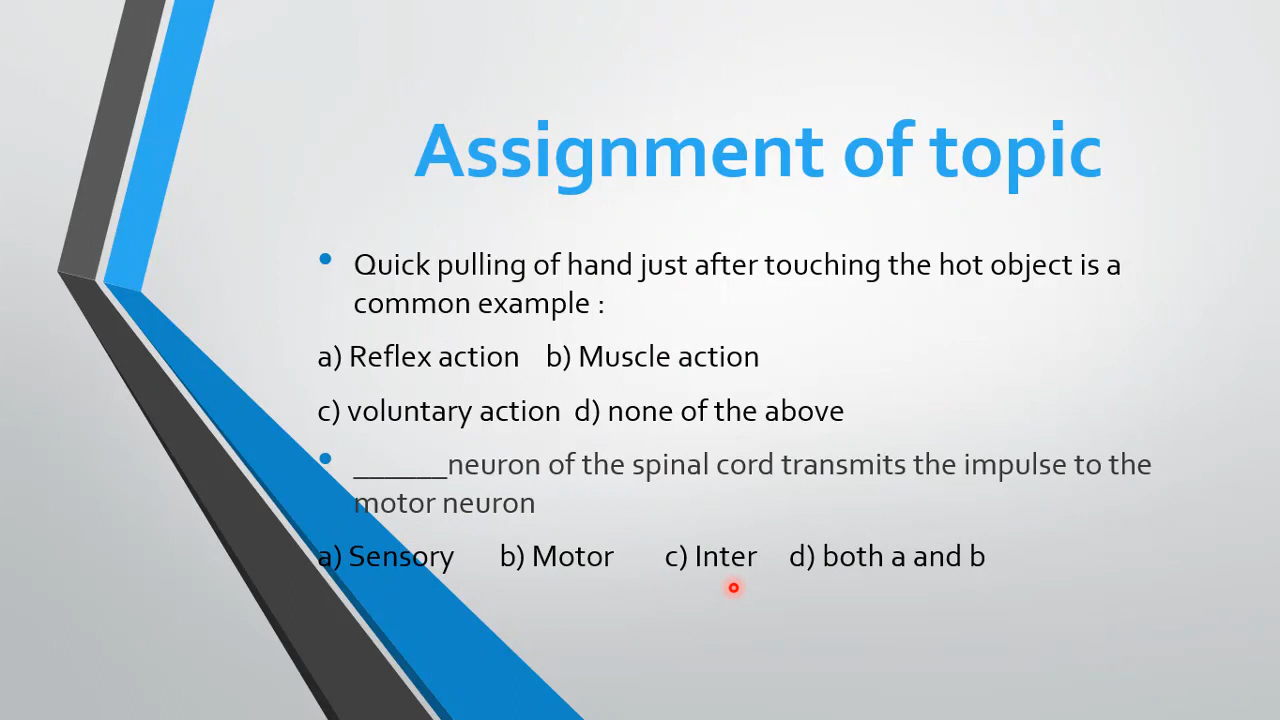 Assignment of topic
• Quick pulling of hand just after touching the hot object is a
common example :
a) Reflex action b) Muscle action
c) voluntary action d) none of the above
• ______neuron of the spinal cord transmits the impulse to the
motor neuron
a) Sensory b) Motor c) Inter d) both a and b